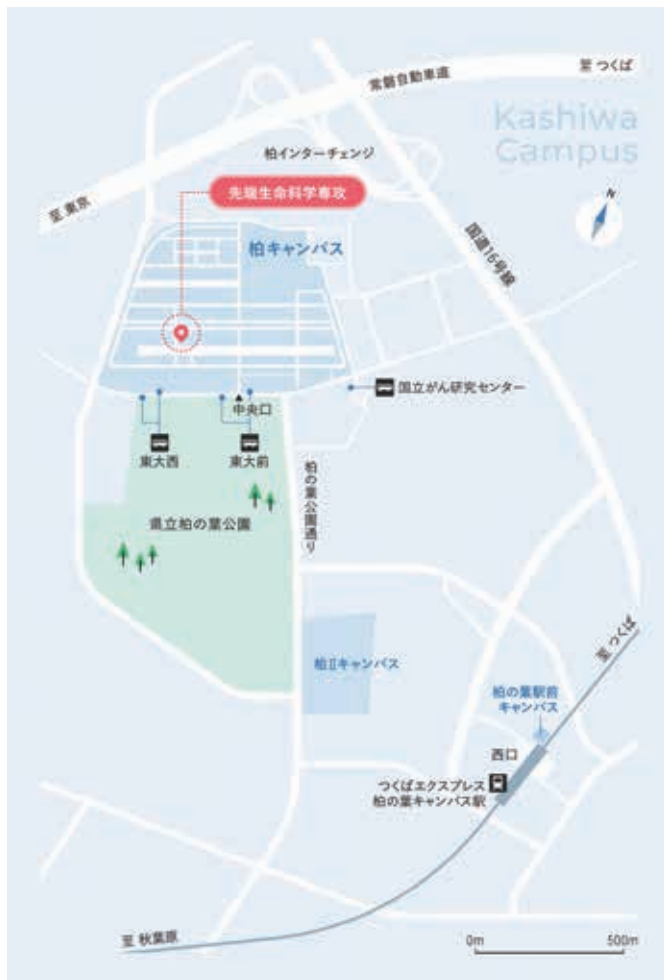 常磐自動車道
至 つくば
Kashiwa
Campus
柏インターチェンジ
先端生命科学専攻
至 東京
N
柏キャンパス
国道16号線
国立がん研究センター
中央口
東大西
東大前
柏の葉公園通り
県立柏の葉公園
至 つくば
柏Ⅱキャンパス
柏の葉駅前
キャンパス
西口
つくばエクスプレス
柏の葉キャンパス駅
至 秋葉原
0m
500m